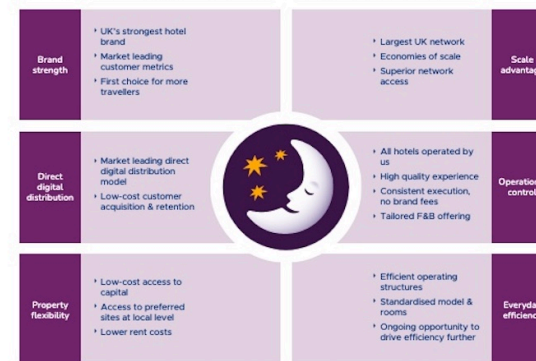 Brand
strength
UK's strongest hotel
brand
Market leading
customer metrics
First choice for more
travellers
Largest UK network
Economies of scale
Superior network
access
Scale
Direct
digital
distribution
Market leading direct
digital distribution
model
Low-cost customer
acquisition & retention
All hotels operated by
us
High quality experience
Consistent execution,
no brand fees
Tailored F&B offering
control
Property
flexibility
Low-cost access to
capital
Access to preferred
sites at local level
Lower rent costs
Efficient operating
structures
Standardised model &
rooms
Ongoing opportunity to
drive efficiency further